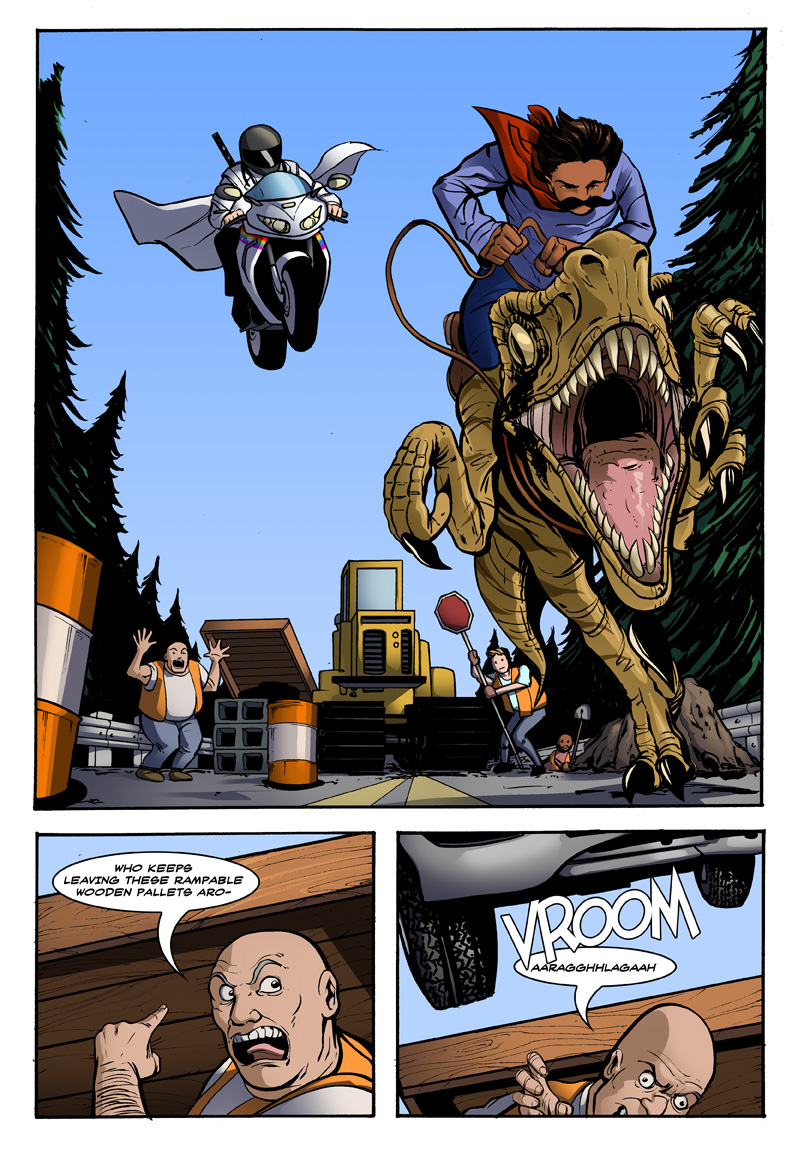 WHO KEEPS
LEAVING THESE RAMPABLE
WOODEN PALLETS ARO-
VROOM
AARAGGHHLAGAAH